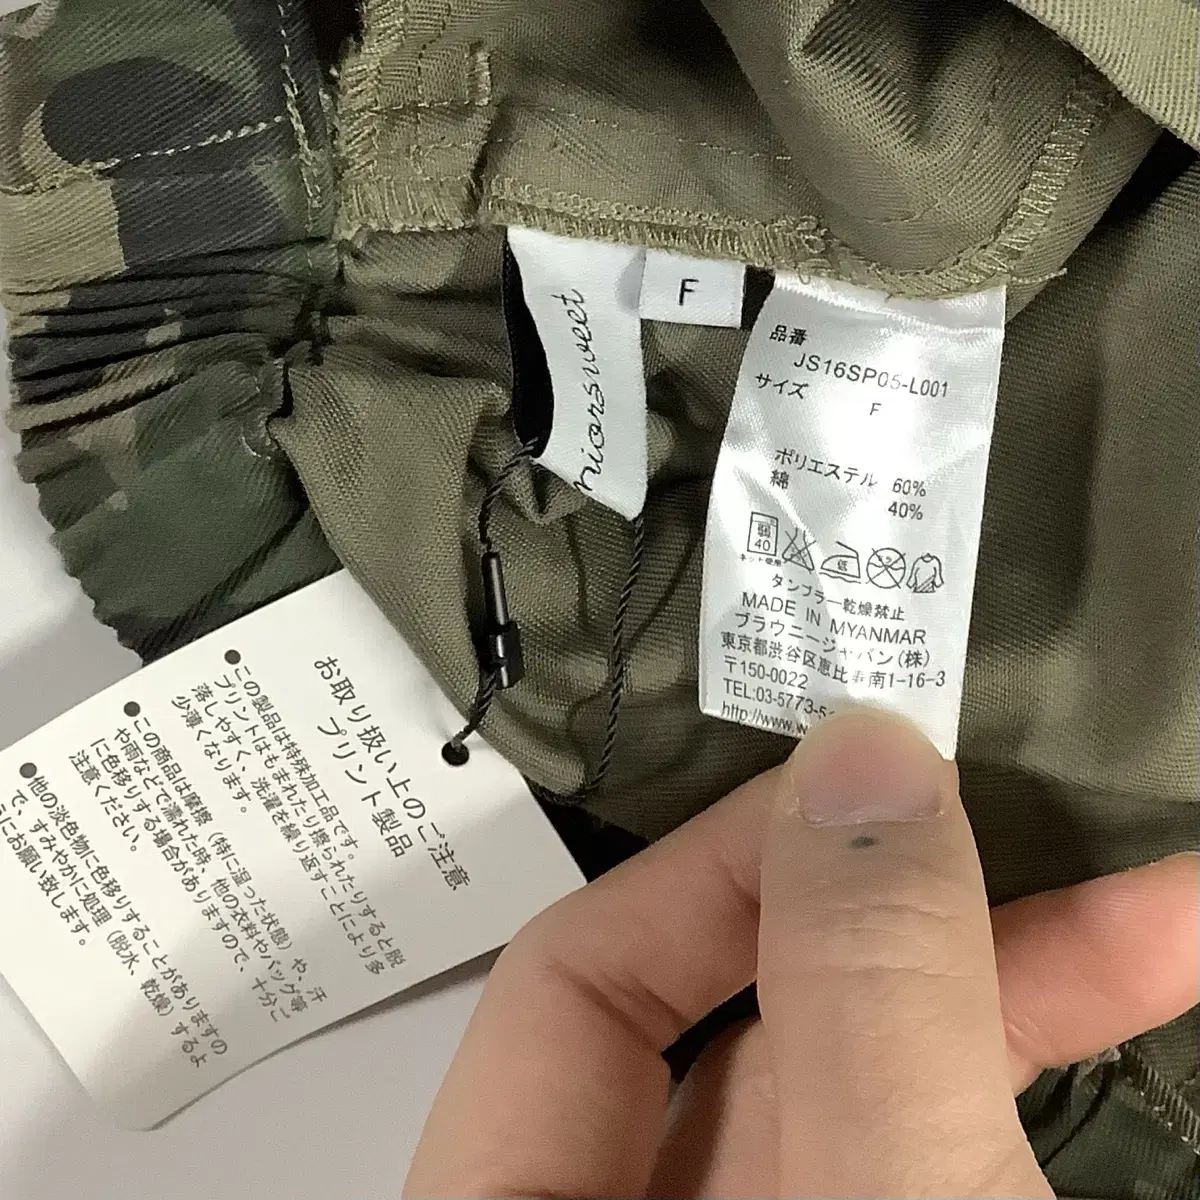 niorsweet
F
品番
JS16SP05-L001
サイズ
F
ポリエステル 60%
綿 40%
弱
40
ネット使用
低
タンブラー乾燥禁止
MADE IN MYANMAR
ブラウニージャパン(株)
東京都渋谷区恵比寿南1-16-3
〒150-0022
TEL:03-5773-5
http://www.w
お取り扱い上のご注意
プリント製品
●この製品は特殊加工品です。
プリントはもまれたり擦られたりすると脱
落しやすく、洗濯を繰り返すことにより多
少薄くなります。
●この商品は摩擦(特に湿った状態)や、汗
や雨などで濡れた時、他の衣料やバッグ等
に色移りする場合がありますので、十分ご
注意ください。
●他の淡色物に色移りすることがありますの
で、すみやかに処理(脱水、乾燥)するよ
うにお願い致します。